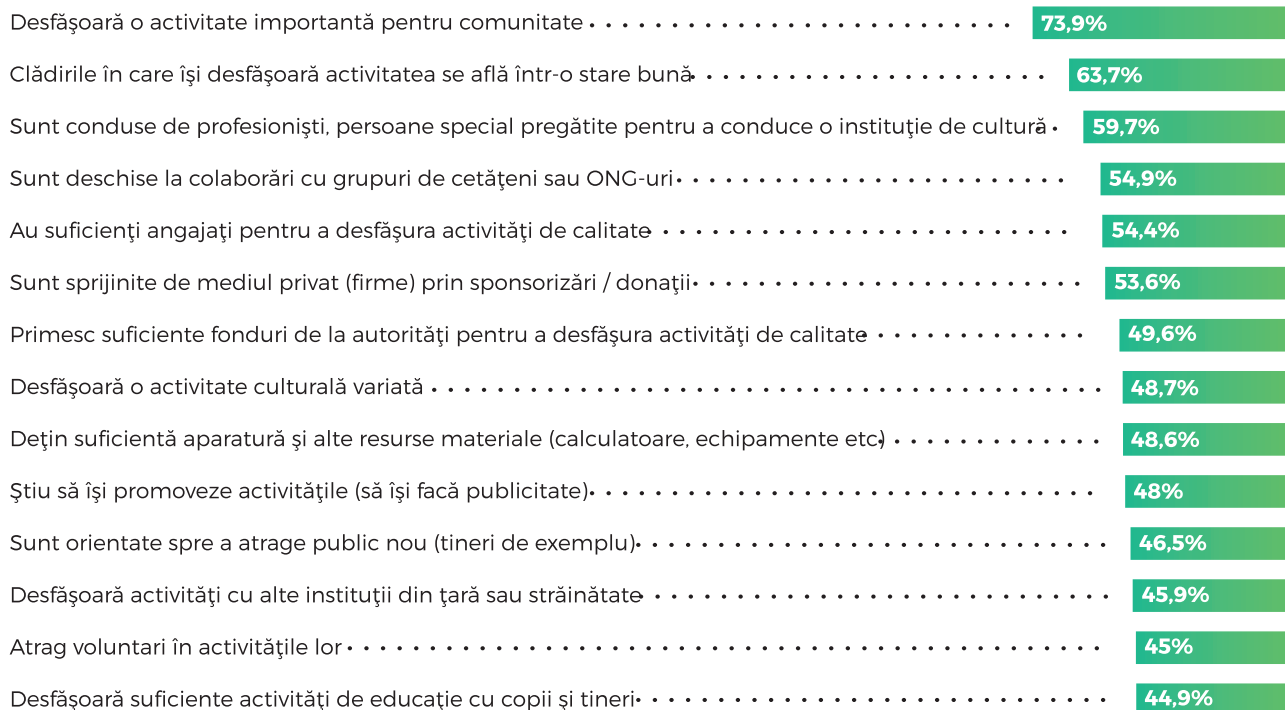 Desfăşoară o activitate importantă pentru comunitate 73,9%
Clădirile în care îşi desfăşoară activitatea se află într-o stare bună 63,7%
Sunt conduse de profesionişti, persoane special pregătite pentru a conduce o instituţie de cultură 59,7%
Sunt deschise la colaborări cu grupuri de cetăţeni sau ONG-uri 54,9%
Au suficienţi angajaţi pentru a desfăşura activităţi de calitate 54,4%
Sunt sprijinite de mediul privat (firme) prin sponsorizări / donaţii 53,6%
Primesc suficiente fonduri de la autorităţi pentru a desfăşura activităţi de calitate 49,6%
Desfăşoară o activitate culturală variată 48,7%
Deţin suficientă aparatură şi alte resurse materiale (calculatoare, echipamente etc) 48,6%
Ştiu să îşi promoveze activităţile (să îşi facă publicitate) 48%
Sunt orientate spre a atrage public nou (tineri de exemplu) 46,5%
Desfăşoară activităţi cu alte instituţii din ţară sau străinătate 45,9%
Atrag voluntari în activităţile lor 45%
Desfăşoară suficiente activităţi de educaţie cu copii şi tineri 44,9%